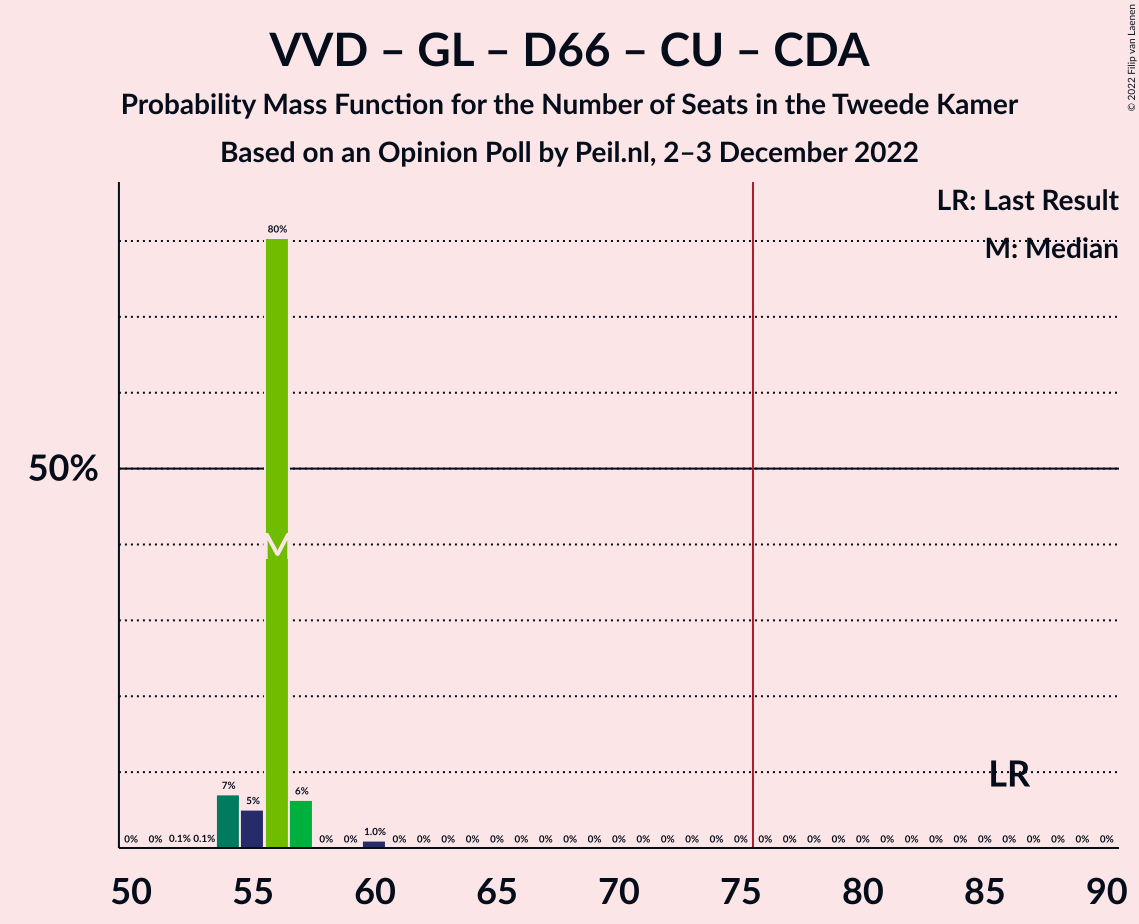 VVD – GL – D66 – CU – CDA
Probability Mass Function for the Number of Seats in the Tweede Kamer
Based on an Opinion Poll by Peil.nl, 2–3 December 2022
© 2022 Filip van Laenen
LR: Last Result
M: Median
80%
50%
M
LR
7%
5%
6%
1.0%
0% 0% 0.1% 0.1% 0% 0% 0% 0% 0% 0% 0% 0% 0% 0% 0% 0% 0% 0% 0% 0% 0% 0% 0% 0% 0% 0% 0% 0% 0% 0% 0% 0% 0% 0% 0% 0%
50 55 60 65 70 75 80 85 90